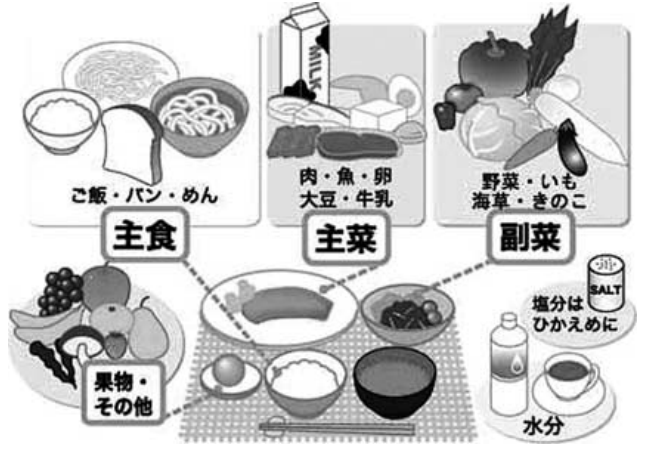 MILK
ご飯・パン・めん
主食
肉・魚・卵
大豆・牛乳
主菜
野菜・いも
海草・きのこ
副菜
果物・
その他
SALT
塩分は
ひかえめに
水分